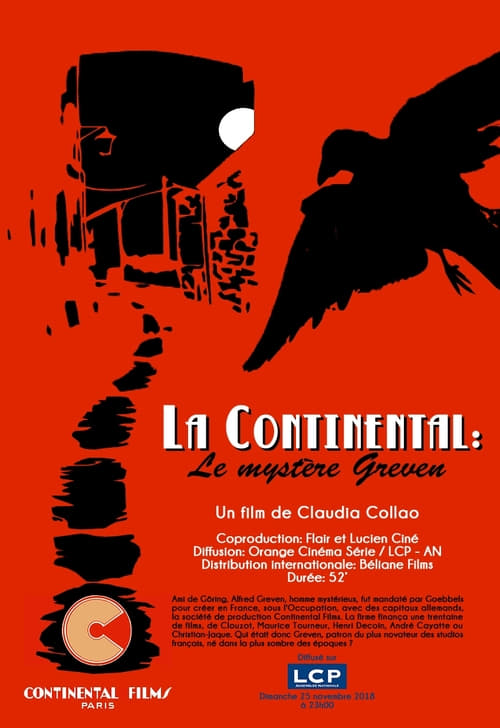 LA CONTINENTAL:
Le mystère Greven
Un film de Claudia Collao
Coproduction: Flair et Lucien Ciné
Diffusion: Orange Cinéma Série / LCP - AN
Distribution internationale: Béliane Films
Durée: 52'
Ami de Göring, Alfred Greven, homme mystérieux, fut mandaté par Goebbels
pour créer en France, sous l'Occupation, avec des capitaux allemands,
la société de production Continental Films. La firme finança une trentaine
de films, de Clouzot, Maurice Tourneur, Henri Decoin, André Cayatte ou
Christian-Jaque. Qui était donc Greven, patron du plus novateur des studios
français, né dans la plus sombre des époques ?
Diffusé sur
LCP
ASSEMBLÉE NATIONALE
Dimanche 25 novembre 2018
à 23h00
CONTINENTAL FILMS
PARIS